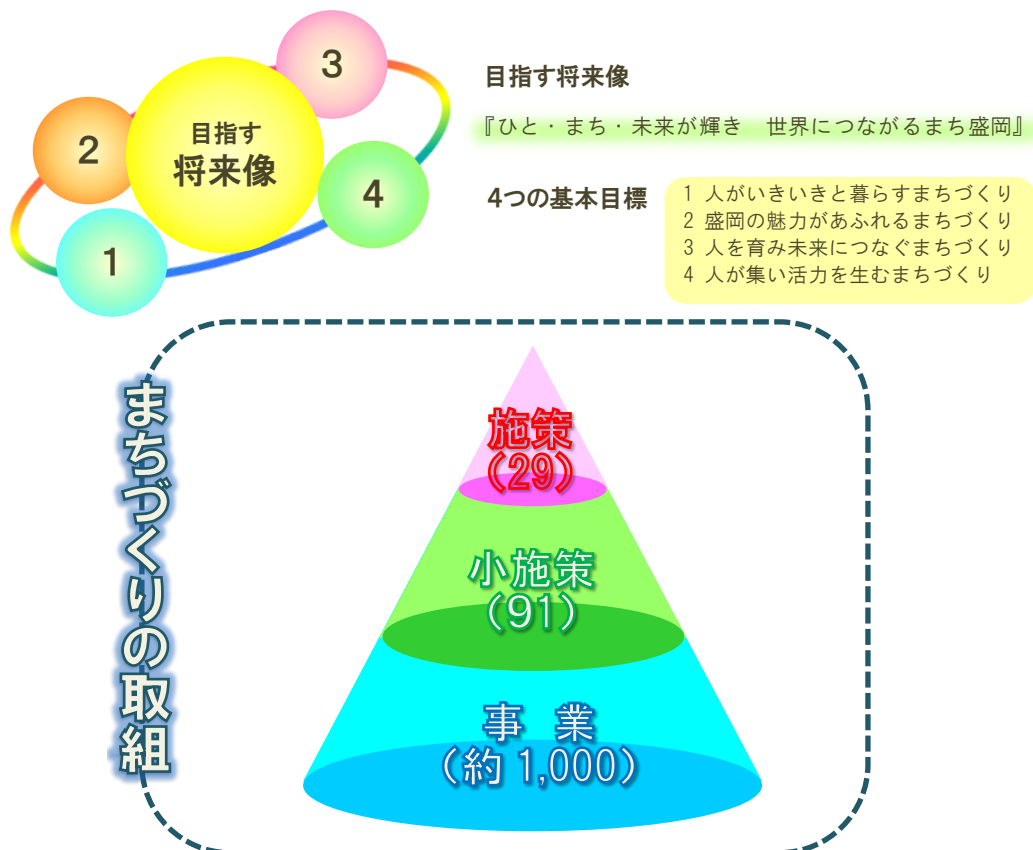 3
2
目指す
将来像
4
1
目指す将来像
『ひと・まち・未来が輝き　世界につながるまち盛岡』
4つの基本目標
1 人がいきいきと暮らすまちづくり
2 盛岡の魅力があふれるまちづくり
3 人を育み未来につなぐまちづくり
4 人が集い活力を生むまちづくり
まちづくりの取組
施策
（29）
小施策
（91）
事　業
（約 1,000）